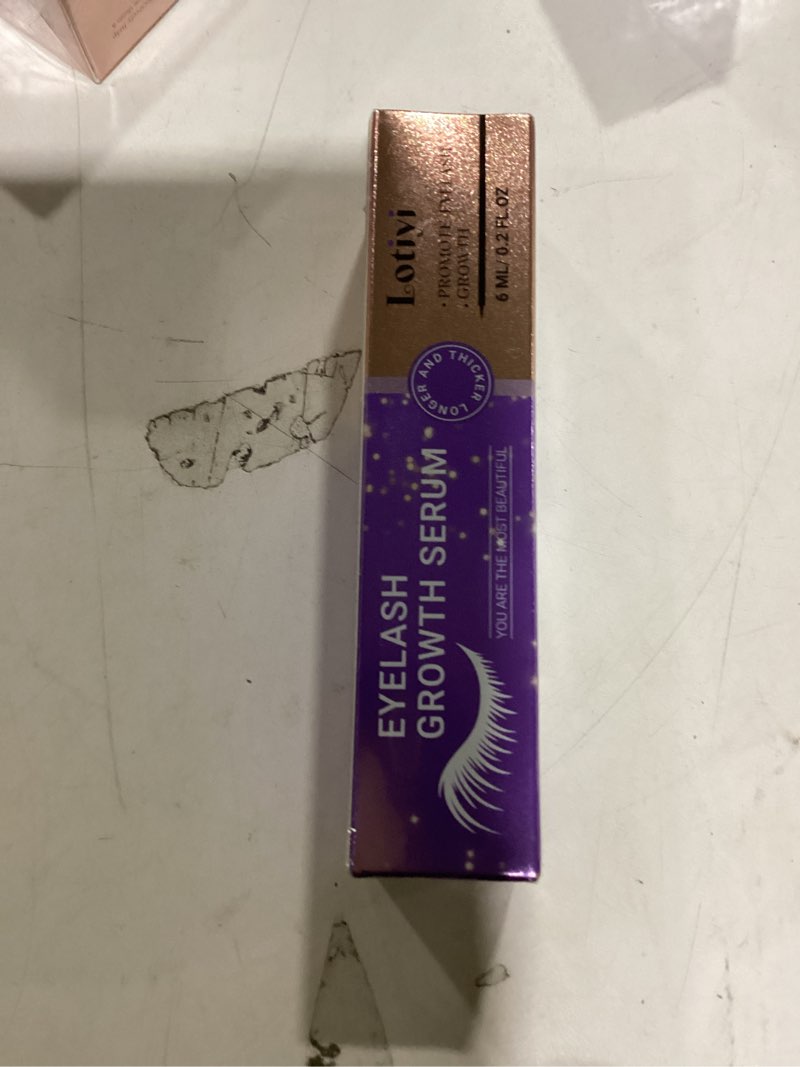 Lotiyi
• PROMOTE EYELASH
• GROWTH
6 ML/ 0.2 FL.OZ
LONGER AND THICKER
EYELASH
GROWTH SERUM
YOU ARE THE MOST BEAUTIFUL